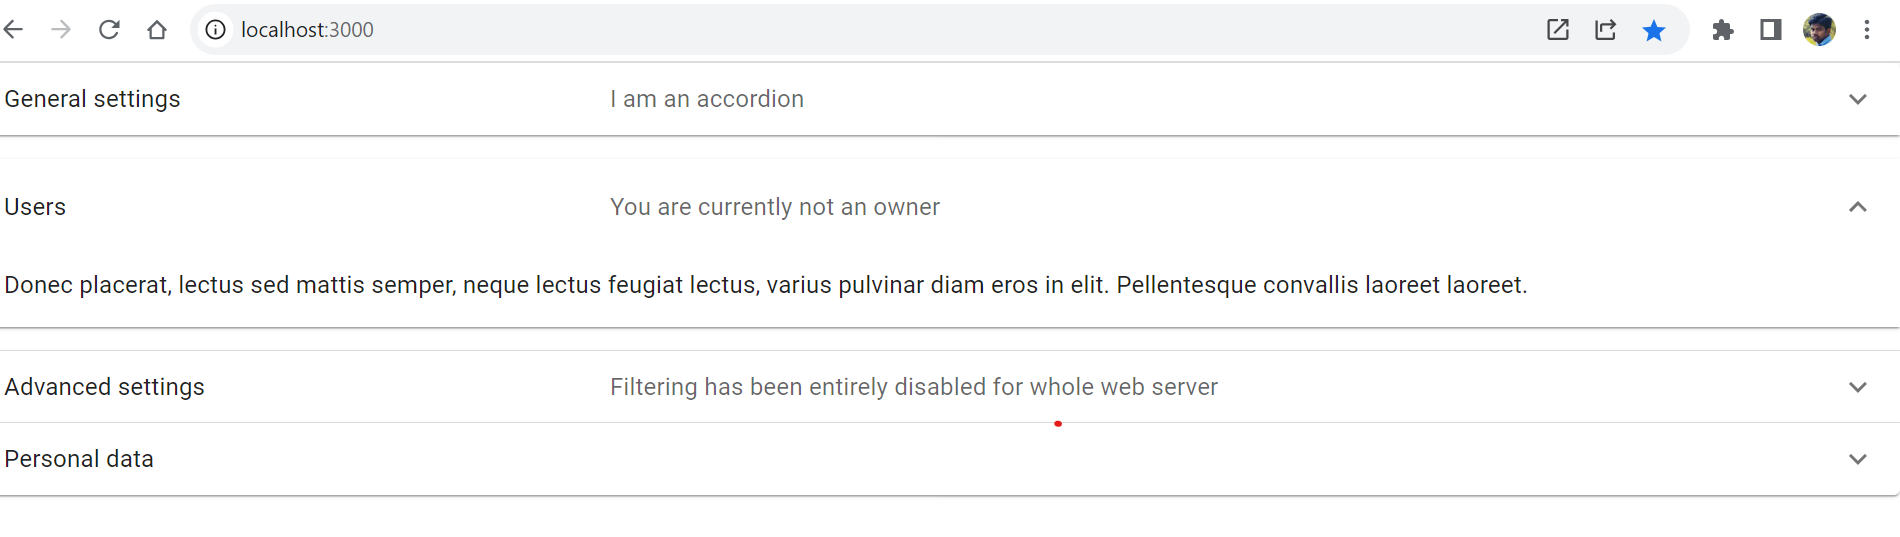 localhost:3000
General settings I am an accordion
Users You are currently not an owner
Donec placerat, lectus sed mattis semper, neque lectus feugiat lectus, varius pulvinar diam eros in elit. Pellentesque convallis laoreet laoreet.
Advanced settings Filtering has been entirely disabled for whole web server
Personal data